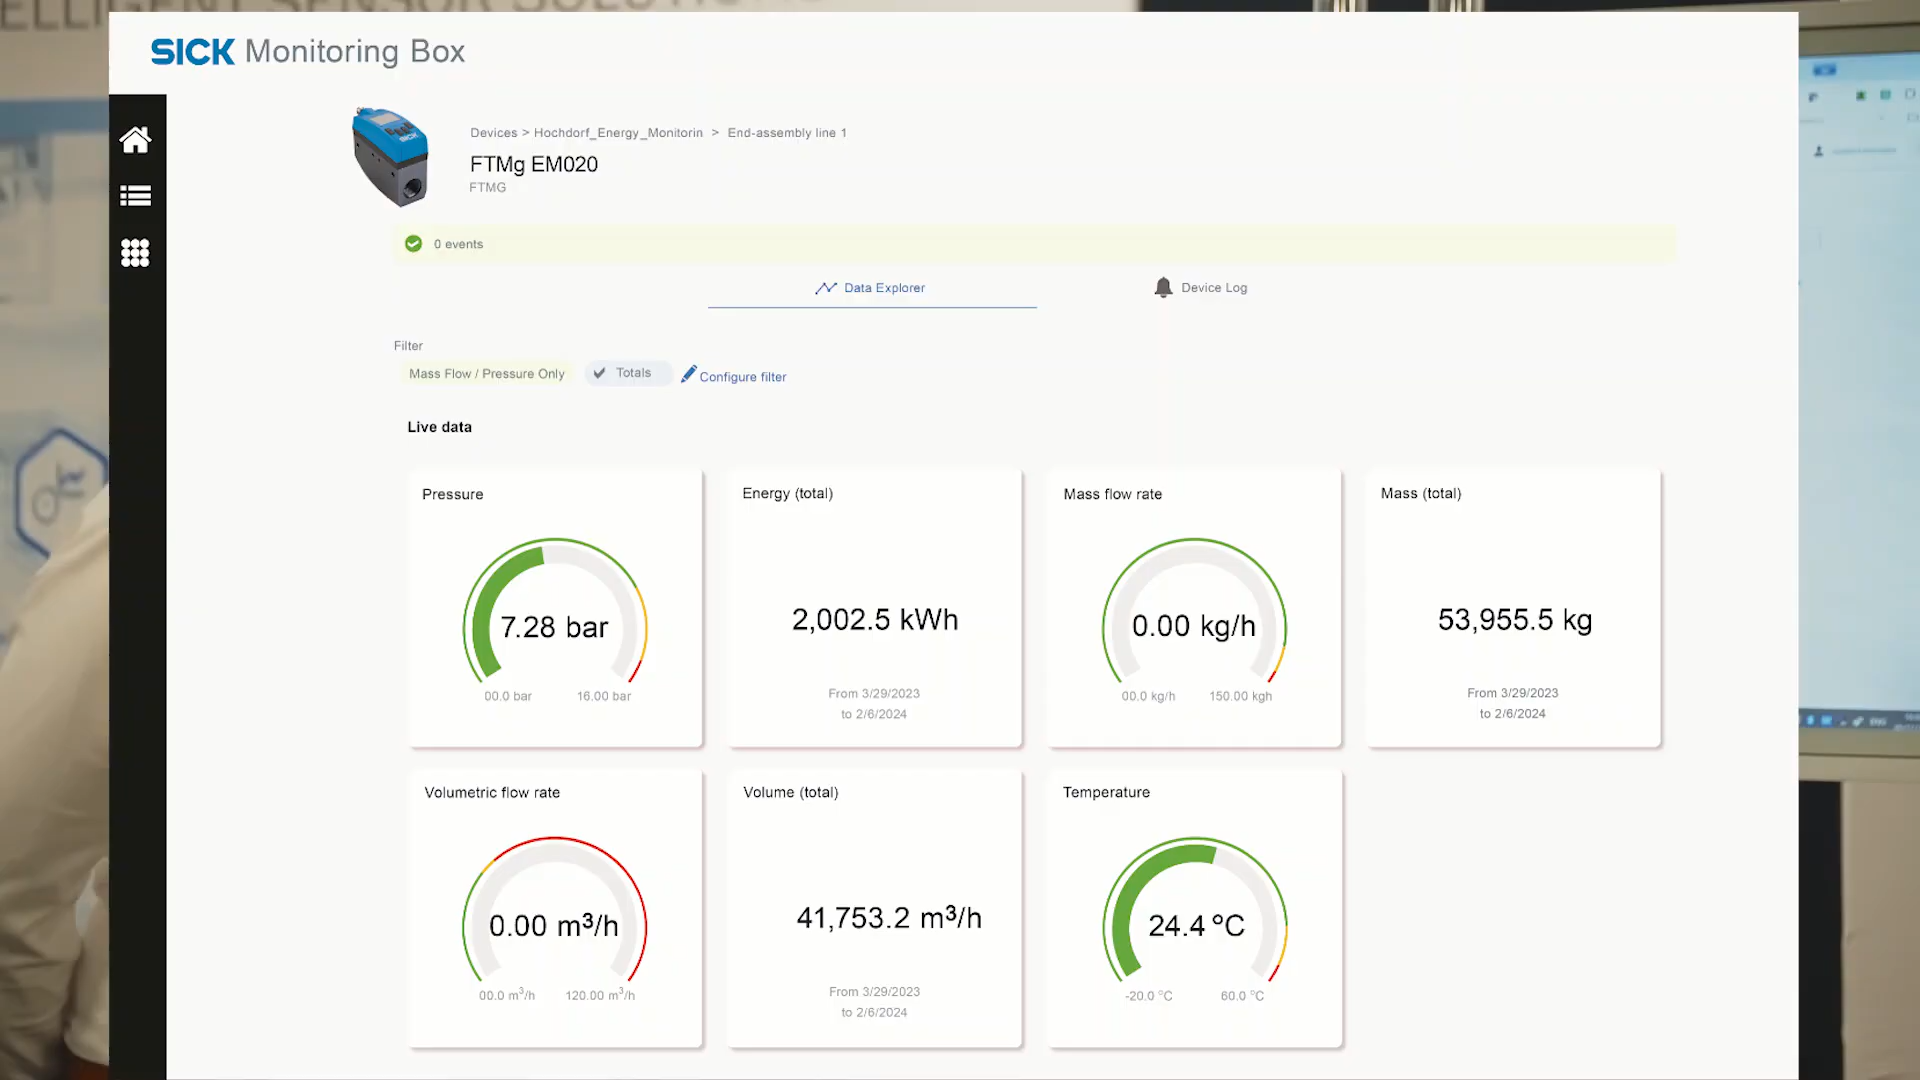 SICK Monitoring Box
Devices > Hochdorf_Energy_Monitorin > End-assembly line 1
FTMg EM020
FTMG
0 events
Data Explorer
Device Log
Filter
Mass Flow / Pressure Only
Totals
Configure filter
Live data
Pressure
7.28 bar
00.0 bar
16.00 bar
Energy (total)
2,002.5 kWh
From 3/29/2023
to 2/6/2024
Mass flow rate
0.00 kg/h
00.0 kg/h
150.00 kgh
Mass (total)
53,955.5 kg
From 3/29/2023
to 2/6/2024
Volumetric flow rate
0.00 m³/h
00.0 m³/h
120.00 m³/h
Volume (total)
41,753.2 m³/h
From 3/29/2023
to 2/6/2024
Temperature
24.4 °C
-20.0 °C
60.0 °C